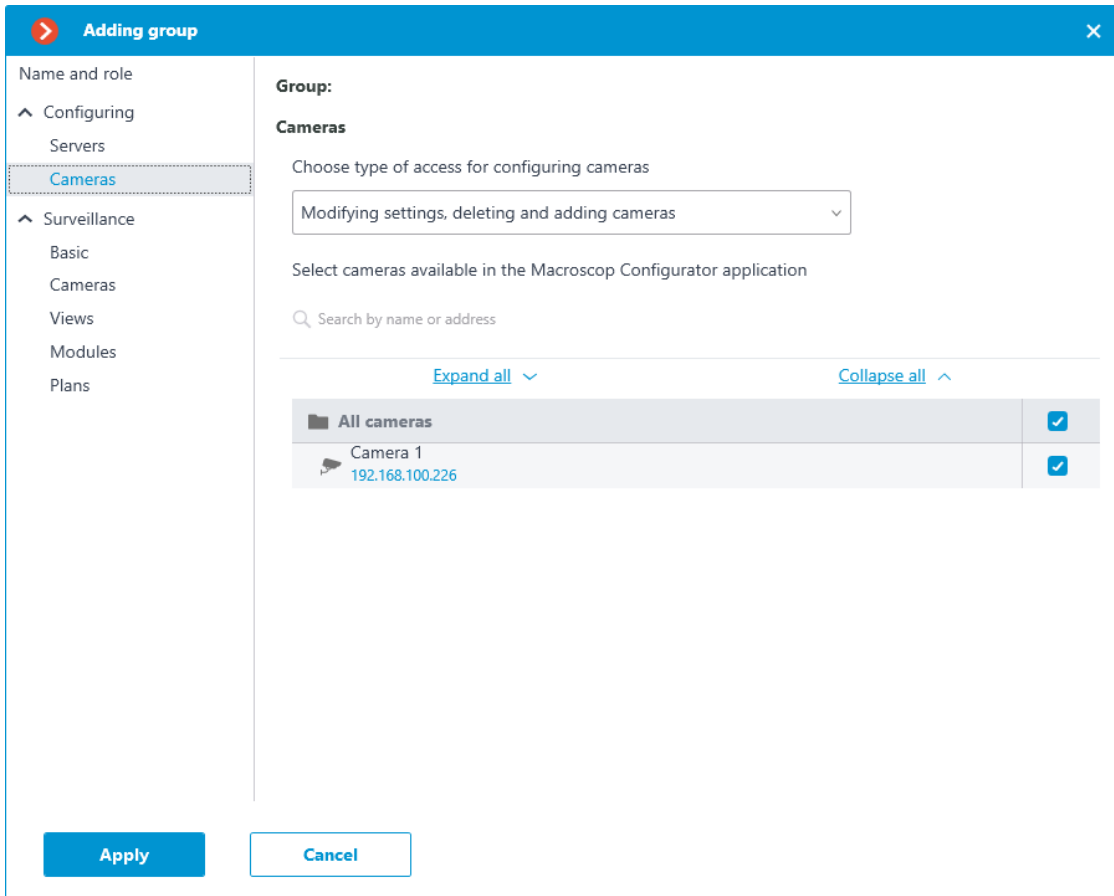 Adding group
Name and role
Configuring
Servers
Cameras
Surveillance
Basic
Cameras
Views
Modules
Plans
Group:
Cameras
Choose type of access for configuring cameras
Modifying settings, deleting and adding cameras
Select cameras available in the Macroscop Configurator application
Search by name or address
Expand all
Collapse all
All cameras
Camera 1
192.168.100.226
Apply
Cancel